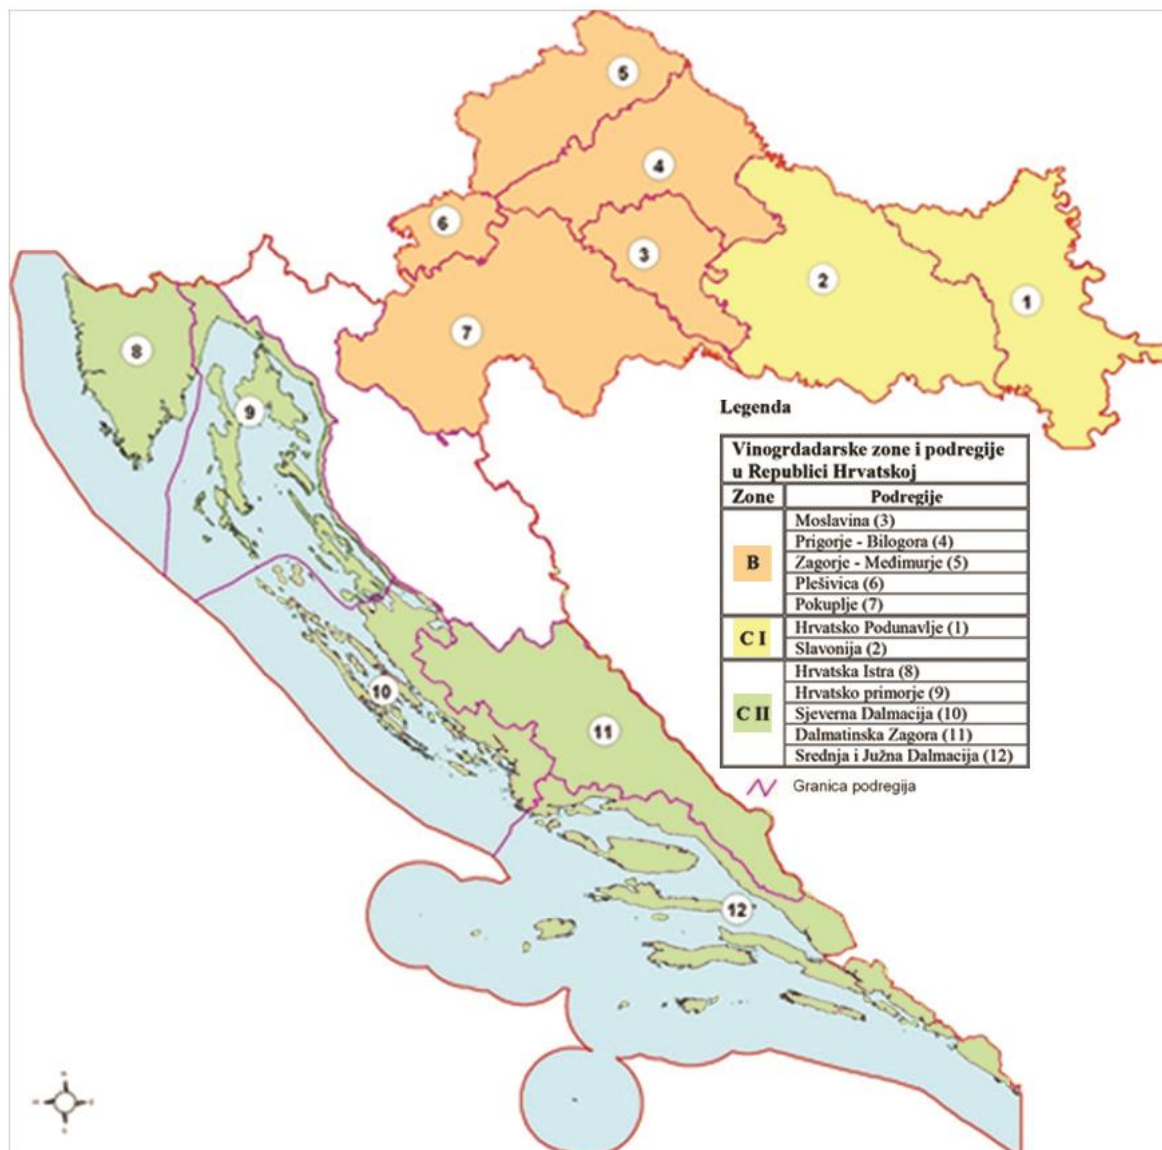 5
4
6
3
2
1
7
8
9
Legenda
Vinogrdadarske zone i podregije
u Republici Hrvatskoj
Zone Podregije
B
Moslavina (3)
Prigorje - Bilogora (4)
Zagorje - Međimurje (5)
Plešivica (6)
Pokuplje (7)
C I
Hrvatsko Podunavlje (1)
Slavonija (2)
C II
Hrvatska Istra (8)
Hrvatsko primorje (9)
Sjeverna Dalmacija (10)
Dalmatinska Zagora (11)
Srednja i Južna Dalmacija (12)
Granica podregija
10
11
12